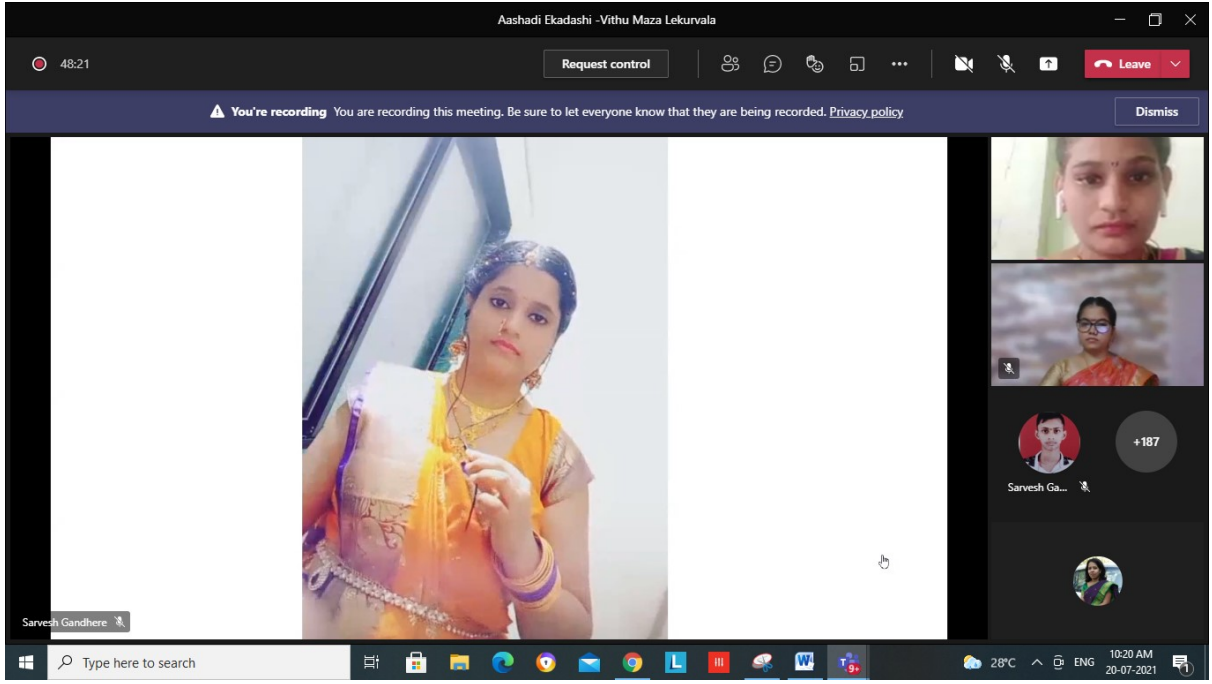 Aashadi Ekadashi -Vithu Maza Lekurvala
48:21
Request control
Leave
You're recording You are recording this meeting. Be sure to let everyone know that they are being recorded. Privacy policy
Dismiss
+187
Sarvesh Ga...
Sarvesh Gandhere
Type here to search
L
W
T
9+
28°C
ENG
10:20 AM
20-07-2021
1